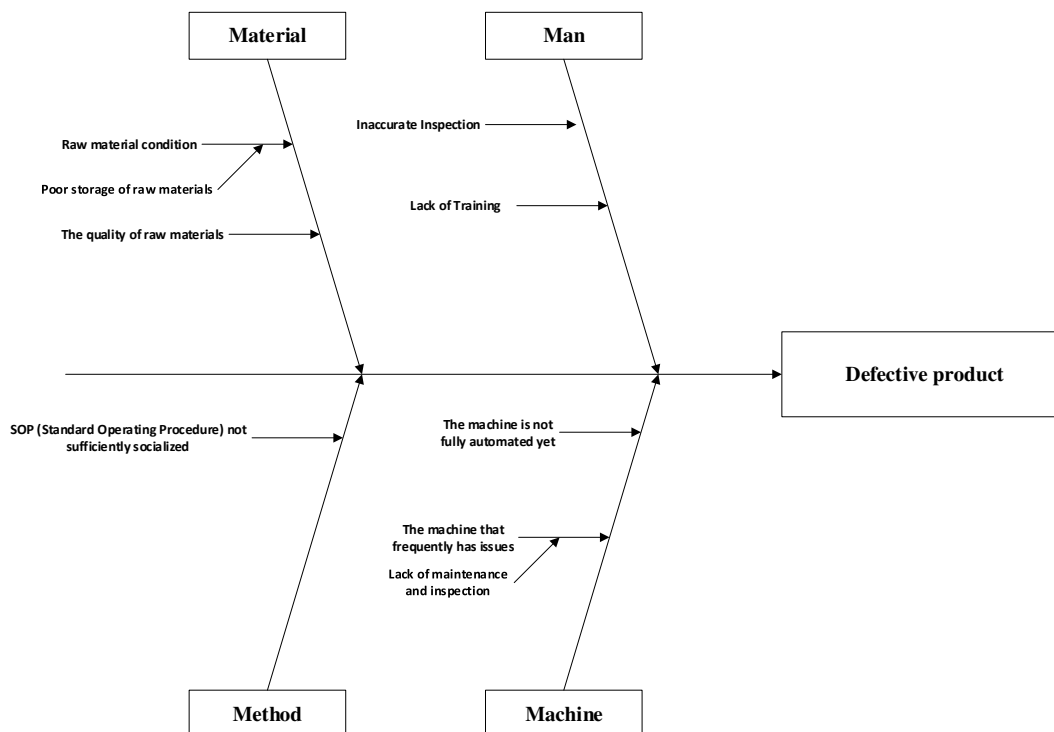 Material
Man
Inaccurate Inspection
Raw material condition
Poor storage of raw materials
Lack of Training
The quality of raw materials
Defective product
SOP (Standard Operating Procedure) not
sufficiently socialized
The machine is not
fully automated yet
The machine that
frequently has issues
Lack of maintenance
and inspection
Method
Machine